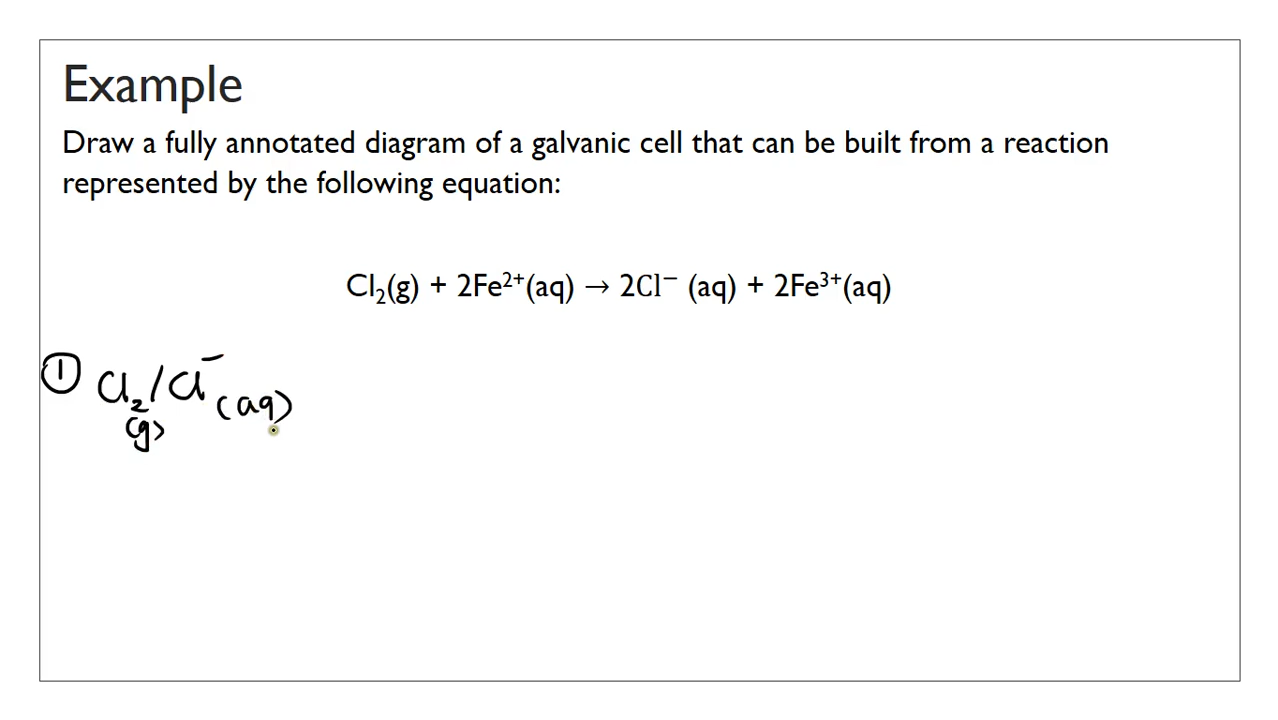 Example
Draw a fully annotated diagram of a galvanic cell that can be built from a reaction
represented by the following equation:
Cl₂(g) + 2Fe²⁺(aq) → 2Cl⁻ (aq) + 2Fe³⁺(aq)
① Cl₂/Cl⁻(aq)
(g)